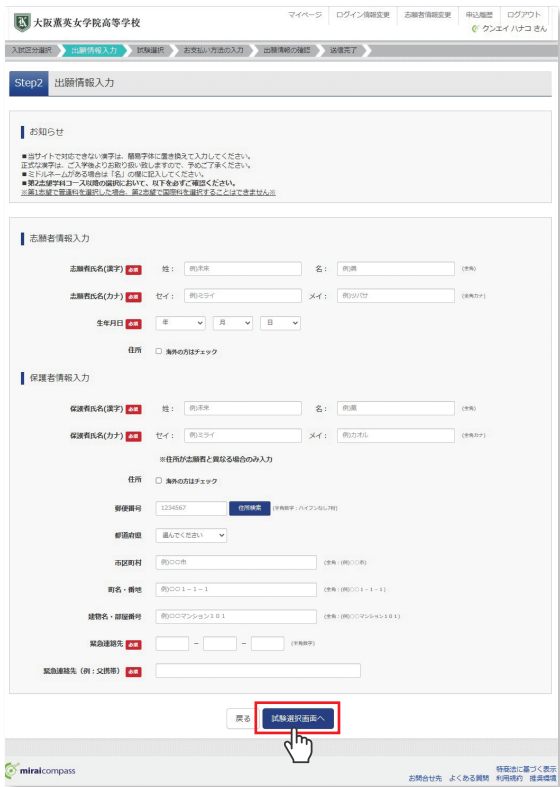 大阪薫英女学院高等学校
マイページ ログイン情報変更 志願者情報変更 申込履歴 ログアウト
クンエイ ハナコ さん
入試区分選択 出願情報入力 試験選択 お支払い方法の入力 出願情報の確認 送信完了
Step2 出願情報入力
お知らせ
■当サイトで対応できない漢字は、簡易字体に置き換えて入力してください。
正式な漢字は、ご入学後よりお取り扱い致しますので、予めご了承ください。
■ミドルネームがある場合は「名」の欄に記入してください。
■第2志望学科コース以降の選択において、以下を必ずご確認ください。
※第1志望で普通科を選択した場合、第2志望で国際科を選択することはできません※
志願者情報入力
志願者氏名(漢字) 必須 姓： 例)未来 名： 例)翼 (全角)
志願者氏名(カナ) 必須 セイ： 例)ミライ メイ： 例)ツバサ (全角カナ)
生年月日 必須 年 月 日
住所 海外の方はチェック
保護者情報入力
保護者氏名(漢字) 必須 姓： 例)未来 名： 例)薫 (全角)
保護者氏名(カナ) 必須 セイ： 例)ミライ メイ： 例)カオル (全角カナ)
※住所が志願者と異なる場合のみ入力
住所 海外の方はチェック
郵便番号 1234567 住所検索 (半角数字：ハイフンなし7桁)
都道府県 選んでください
市区町村 例)○○市 (全角：(例)○○市)
町名・番地 例)○○１－１－１ (全角：(例)○○１－１－１)
建物名・部屋番号 例)○○マンション１０１ (全角：(例)○○マンション１０１)
緊急連絡先 必須 － － (半角数字)
緊急連絡先（例：父携帯） 必須
戻る 試験選択画面へ
miraicompass
特商法に基づく表示
お問合せ先 よくある質問 利用規約 推奨環境